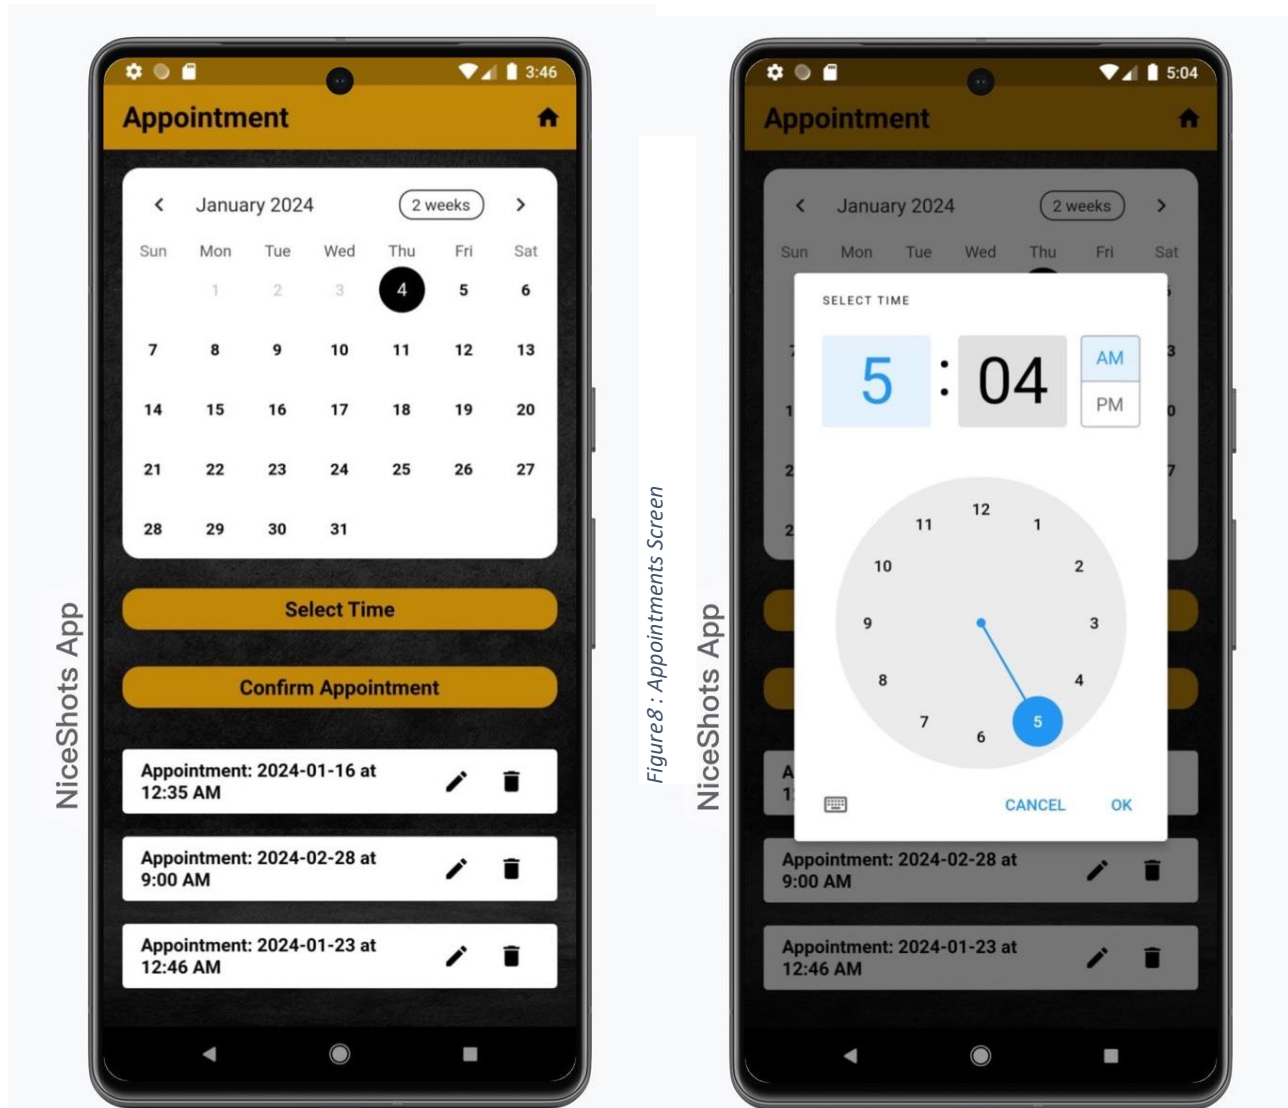 3:46
Appointment
January 2024 2 weeks
Sun Mon Tue Wed Thu Fri Sat
1 2 3 4 5 6
7 8 9 10 11 12 13
14 15 16 17 18 19 20
21 22 23 24 25 26 27
28 29 30 31
Select Time
Confirm Appointment
Appointment: 2024-01-16 at
12:35 AM
Appointment: 2024-02-28 at
9:00 AM
Appointment: 2024-01-23 at
12:46 AM
NiceShots App
Figure8 : Appointments Screen
NiceShots App
5:04
Appointment
January 2024 2 weeks
Sun Mon Tue Wed Thu Fri Sat
SELECT TIME
5 : 04
AM
PM
12
11 1
10 2
9 3
8 4
7 5
6
CANCEL OK
Appointment: 2024-02-28 at
9:00 AM
Appointment: 2024-01-23 at
12:46 AM